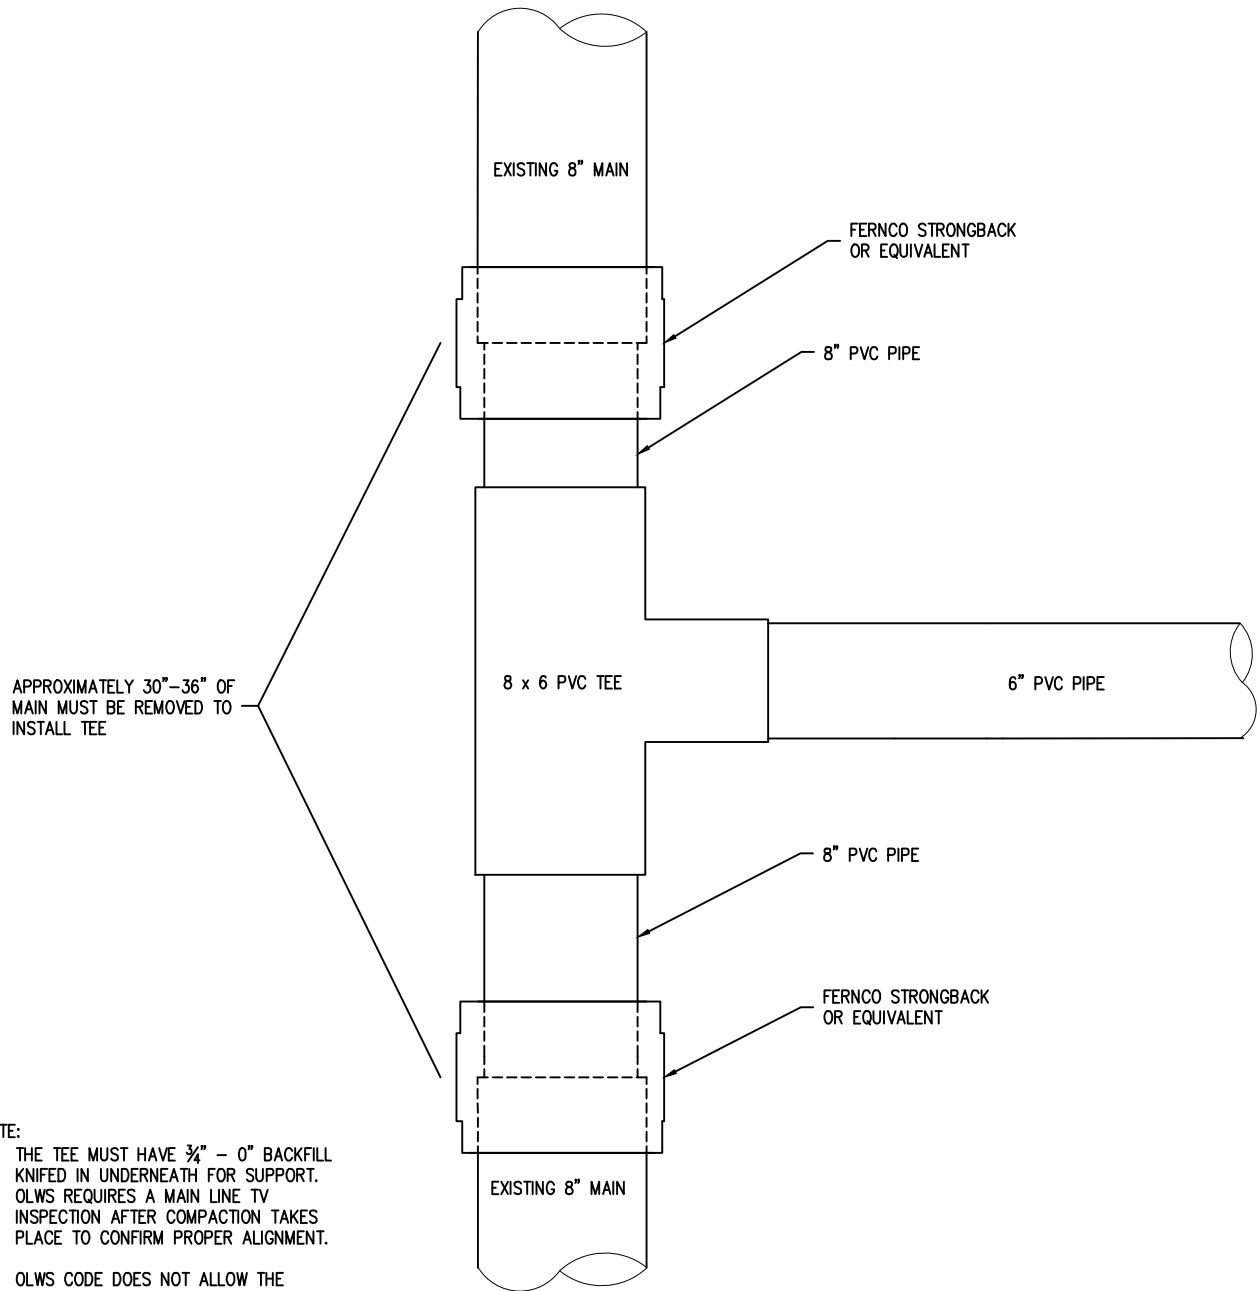 EXISTING 8" MAIN
FERNCO STRONGBACK
OR EQUIVALENT
8" PVC PIPE
8 x 6 PVC TEE
6" PVC PIPE
APPROXIMATELY 30"-36" OF
MAIN MUST BE REMOVED TO
INSTALL TEE
8" PVC PIPE
FERNCO STRONGBACK
OR EQUIVALENT
TE:
THE TEE MUST HAVE ¾" - 0" BACKFILL
KNIFED IN UNDERNEATH FOR SUPPORT.
OLWS REQUIRES A MAIN LINE TV
INSPECTION AFTER COMPACTION TAKES
PLACE TO CONFIRM PROPER ALIGNMENT.
EXISTING 8" MAIN
OLWS CODE DOES NOT ALLOW THE